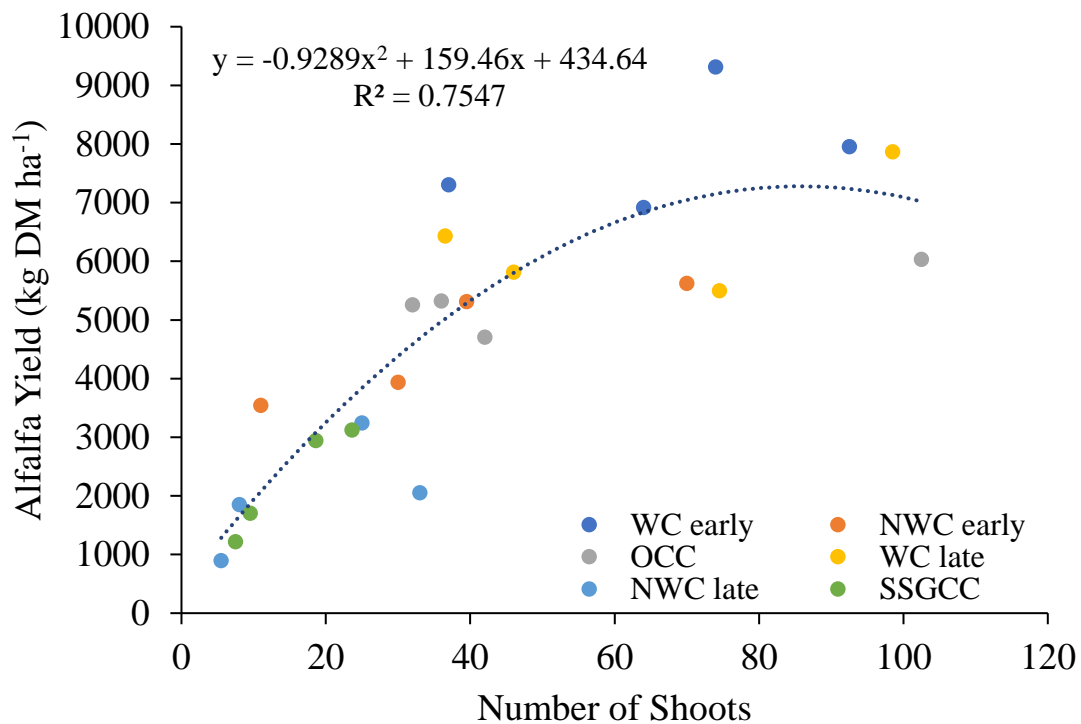 10000
9000
8000
7000
6000
5000
4000
3000
2000
1000
0
Alfalfa Yield (kg DM ha⁻¹)
y = -0.9289x² + 159.46x + 434.64
R² = 0.7547
WC early NWC early
OCC WC late
NWC late SSGCC
0 20 40 60 80 100 120
Number of Shoots